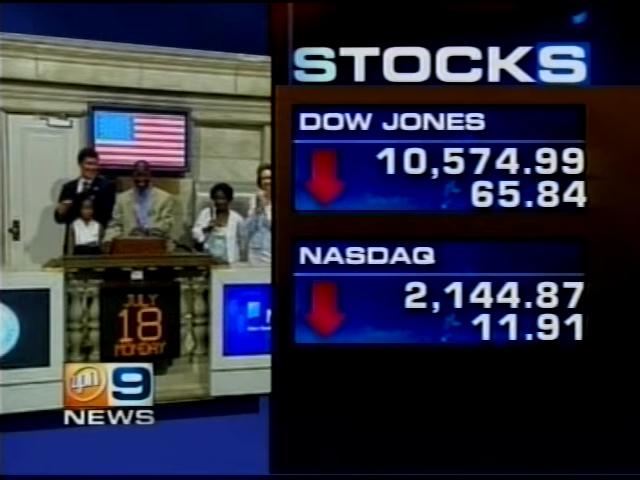 STOCKS
DOW JONES
10,574.99
65.84
NASDAQ
2,144.87
11.91
JULY
18
MONDAY
upn 9
NEWS